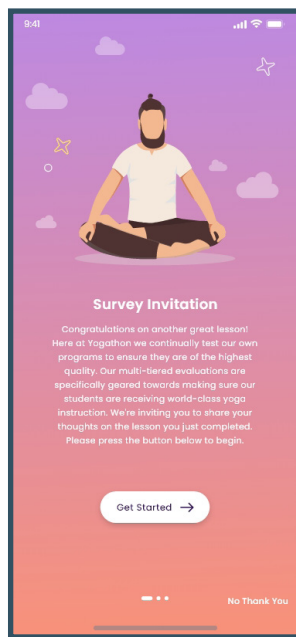 9:41
Survey Invitation
Congratulations on another great lesson!
Here at Yogathon we continually test our own
programs to ensure they are of the highest
quality. Our multi-tiered evaluations are
specifically geared towards making sure our
students are receiving world-class yoga
instruction. We're inviting you to share your
thoughts on the lesson you just completed.
Please press the button below to begin.
Get Started
No Thank You